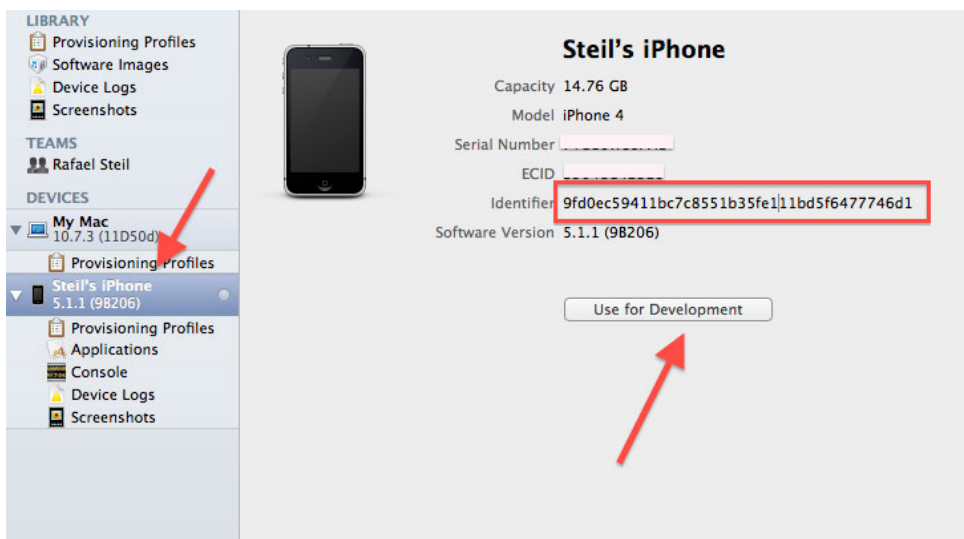 LIBRARY
Provisioning Profiles
Software Images
Device Logs
Screenshots
TEAMS
Rafael Steil
DEVICES
My Mac
10.7.3 (11D50d)
Provisioning Profiles
Steil's iPhone
5.1.1 (9B206)
Provisioning Profiles
Applications
Console
Device Logs
Screenshots
Steil's iPhone
Capacity 14.76 GB
Model iPhone 4
Serial Number
ECID
Identifier 9fd0ec59411bc7c8551b35fe111bd5f6477746d1
Software Version 5.1.1 (9B206)
Use for Development